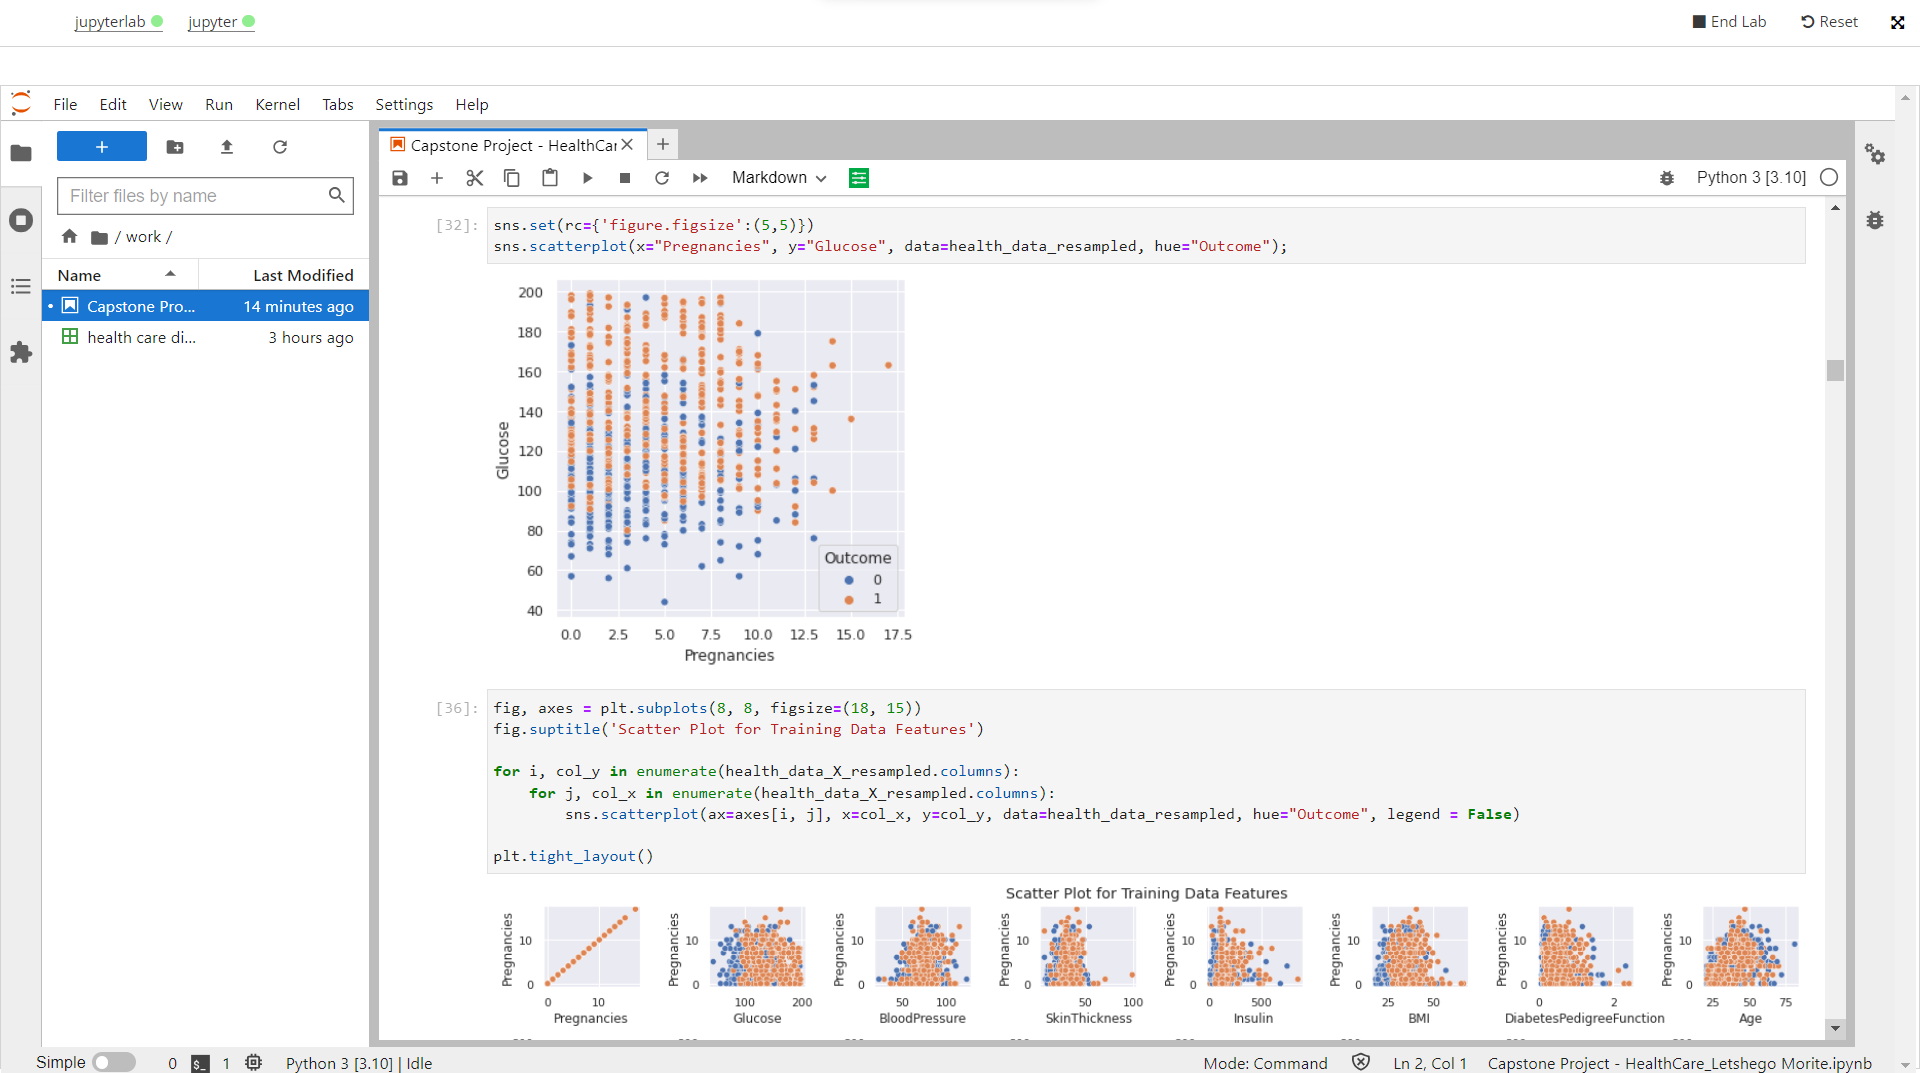 jupyterlab jupyter End Lab Reset
File Edit View Run Kernel Tabs Settings Help
+
Filter files by name
/ work /
Name Last Modified
Capstone Pro... 14 minutes ago
health care di... 3 hours ago
Capstone Project - HealthCar
Markdown
Python 3 [3.10]
[32]: sns.set(rc={'figure.figsize':(5,5)})
sns.scatterplot(x="Pregnancies", y="Glucose", data=health_data_resampled, hue="Outcome");
200
180
160
140
120
100
80
60
40
Glucose
Outcome
0
1
0.0 2.5 5.0 7.5 10.0 12.5 15.0 17.5
Pregnancies
[36]: fig, axes = plt.subplots(8, 8, figsize=(18, 15))
fig.suptitle('Scatter Plot for Training Data Features')
for i, col_y in enumerate(health_data_X_resampled.columns):
for j, col_x in enumerate(health_data_X_resampled.columns):
sns.scatterplot(ax=axes[i, j], x=col_x, y=col_y, data=health_data_resampled, hue="Outcome", legend = False)
plt.tight_layout()
Scatter Plot for Training Data Features
Pregnancies Pregnancies Pregnancies Pregnancies Pregnancies Pregnancies Pregnancies Pregnancies
10 10 10 10 10 10 10 10
0 0 0 0 0 0 0 0
0 10 100 200 50 100 50 100 0 500 25 50 0 2 25 50 75
Pregnancies Glucose BloodPressure SkinThickness Insulin BMI DiabetesPedigreeFunction Age
Simple 0 $_ 1 Python 3 [3.10] | Idle Mode: Command Ln 2, Col 1 Capstone Project - HealthCare_Letshego Morite.ipynb